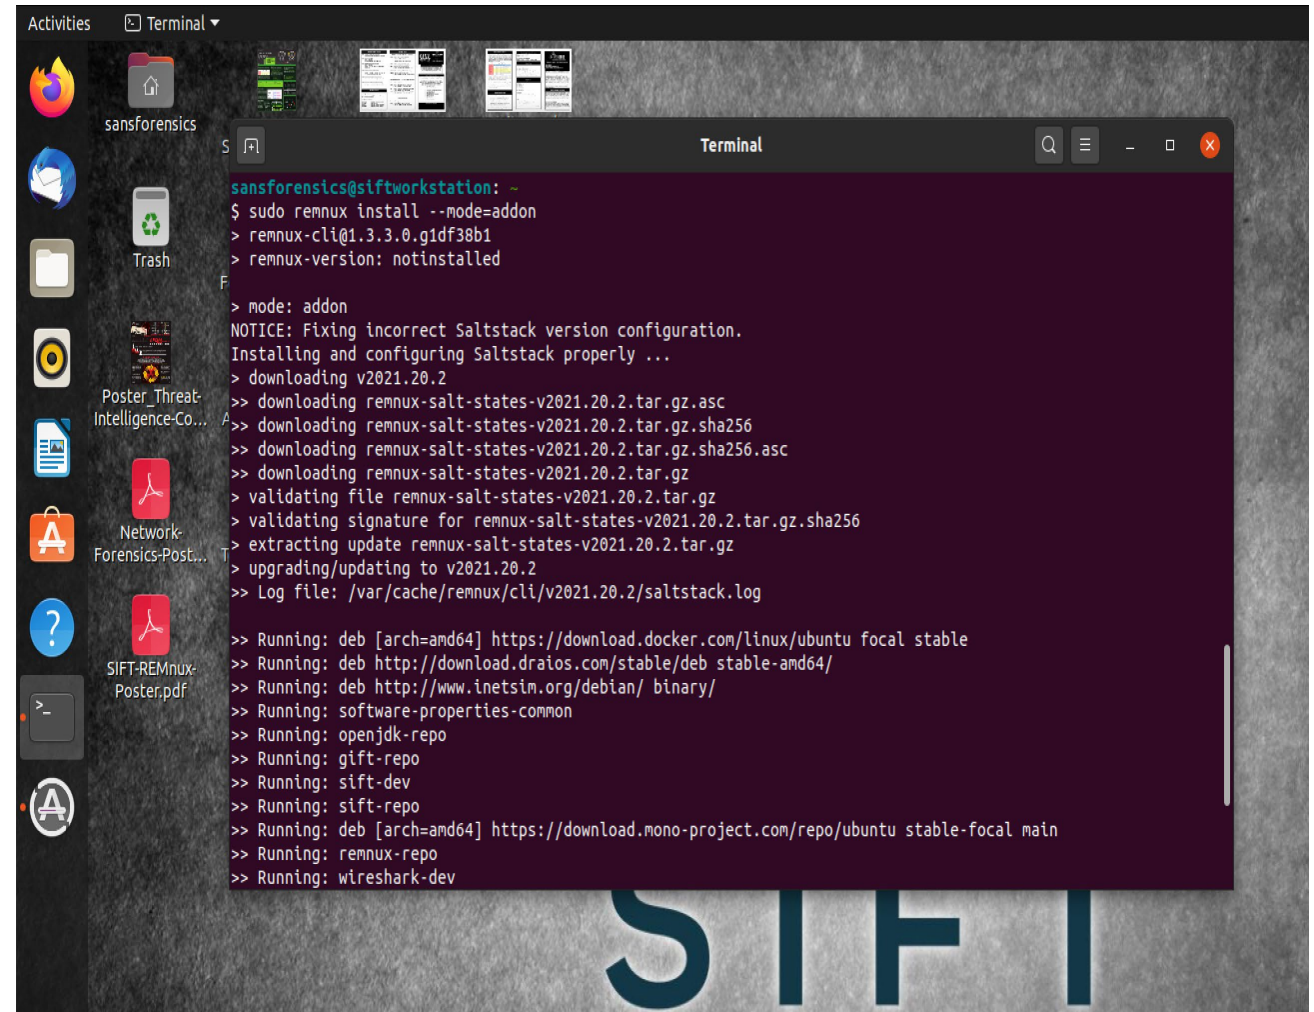 Activities
Terminal
sansforensics
Trash
Poster_Threat-
Intelligence-Co...
Network-
Forensics-Post...
SIFT-REMnux-
Poster.pdf
S
F
A
T
Terminal
sansforensics@siftworkstation: ~
$ sudo remnux install --mode=addon
> remnux-cli@1.3.3.0.g1df38b1
> remnux-version: notinstalled
> mode: addon
NOTICE: Fixing incorrect Saltstack version configuration.
Installing and configuring Saltstack properly ...
> downloading v2021.20.2
>> downloading remnux-salt-states-v2021.20.2.tar.gz.asc
>> downloading remnux-salt-states-v2021.20.2.tar.gz.sha256
>> downloading remnux-salt-states-v2021.20.2.tar.gz.sha256.asc
>> downloading remnux-salt-states-v2021.20.2.tar.gz
> validating file remnux-salt-states-v2021.20.2.tar.gz
> validating signature for remnux-salt-states-v2021.20.2.tar.gz.sha256
> extracting update remnux-salt-states-v2021.20.2.tar.gz
> upgrading/updating to v2021.20.2
>> Log file: /var/cache/remnux/cli/v2021.20.2/saltstack.log
>> Running: deb [arch=amd64] https://download.docker.com/linux/ubuntu focal stable
>> Running: deb http://download.draios.com/stable/deb stable-amd64/
>> Running: deb http://www.inetsim.org/debian/ binary/
>> Running: software-properties-common
>> Running: openjdk-repo
>> Running: gift-repo
>> Running: sift-dev
>> Running: sift-repo
>> Running: deb [arch=amd64] https://download.mono-project.com/repo/ubuntu stable-focal main
>> Running: remnux-repo
>> Running: wireshark-dev
SIFT